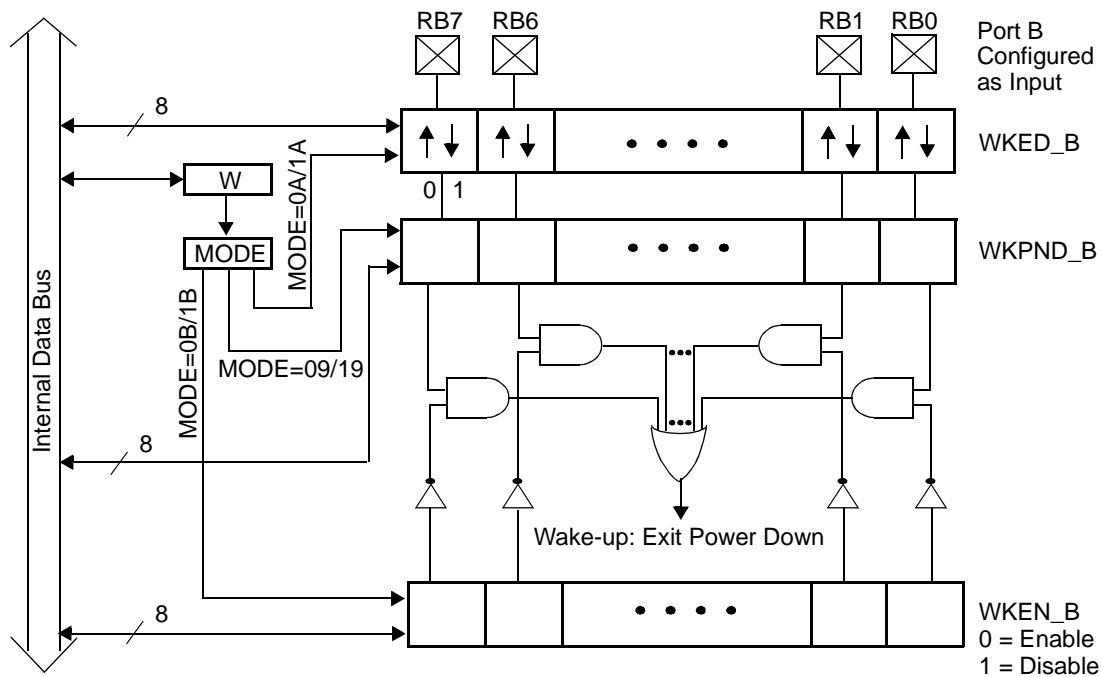 RB7 RB6 RB1 RB0
Port B
Configured
as Input
8
WKED_B
W
0 1
MODE=0A/1A
MODE
WKPND_B
MODE=0B/1B
MODE=09/19
Internal Data Bus
8
Wake-up: Exit Power Down
8
WKEN_B
0 = Enable
1 = Disable